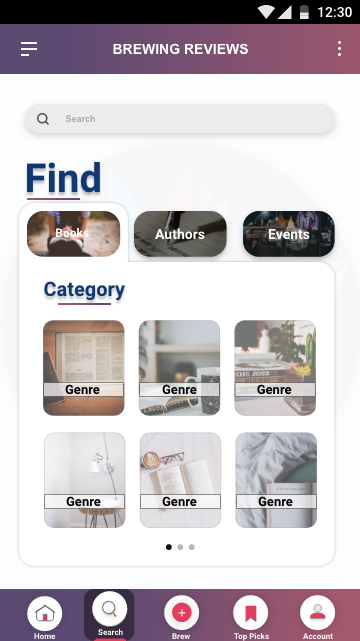 12:30
BREWING REVIEWS
Search
Find
Books Authors Events
Category
Genre Genre Genre
Genre Genre Genre
Home Search Brew Top Picks Account